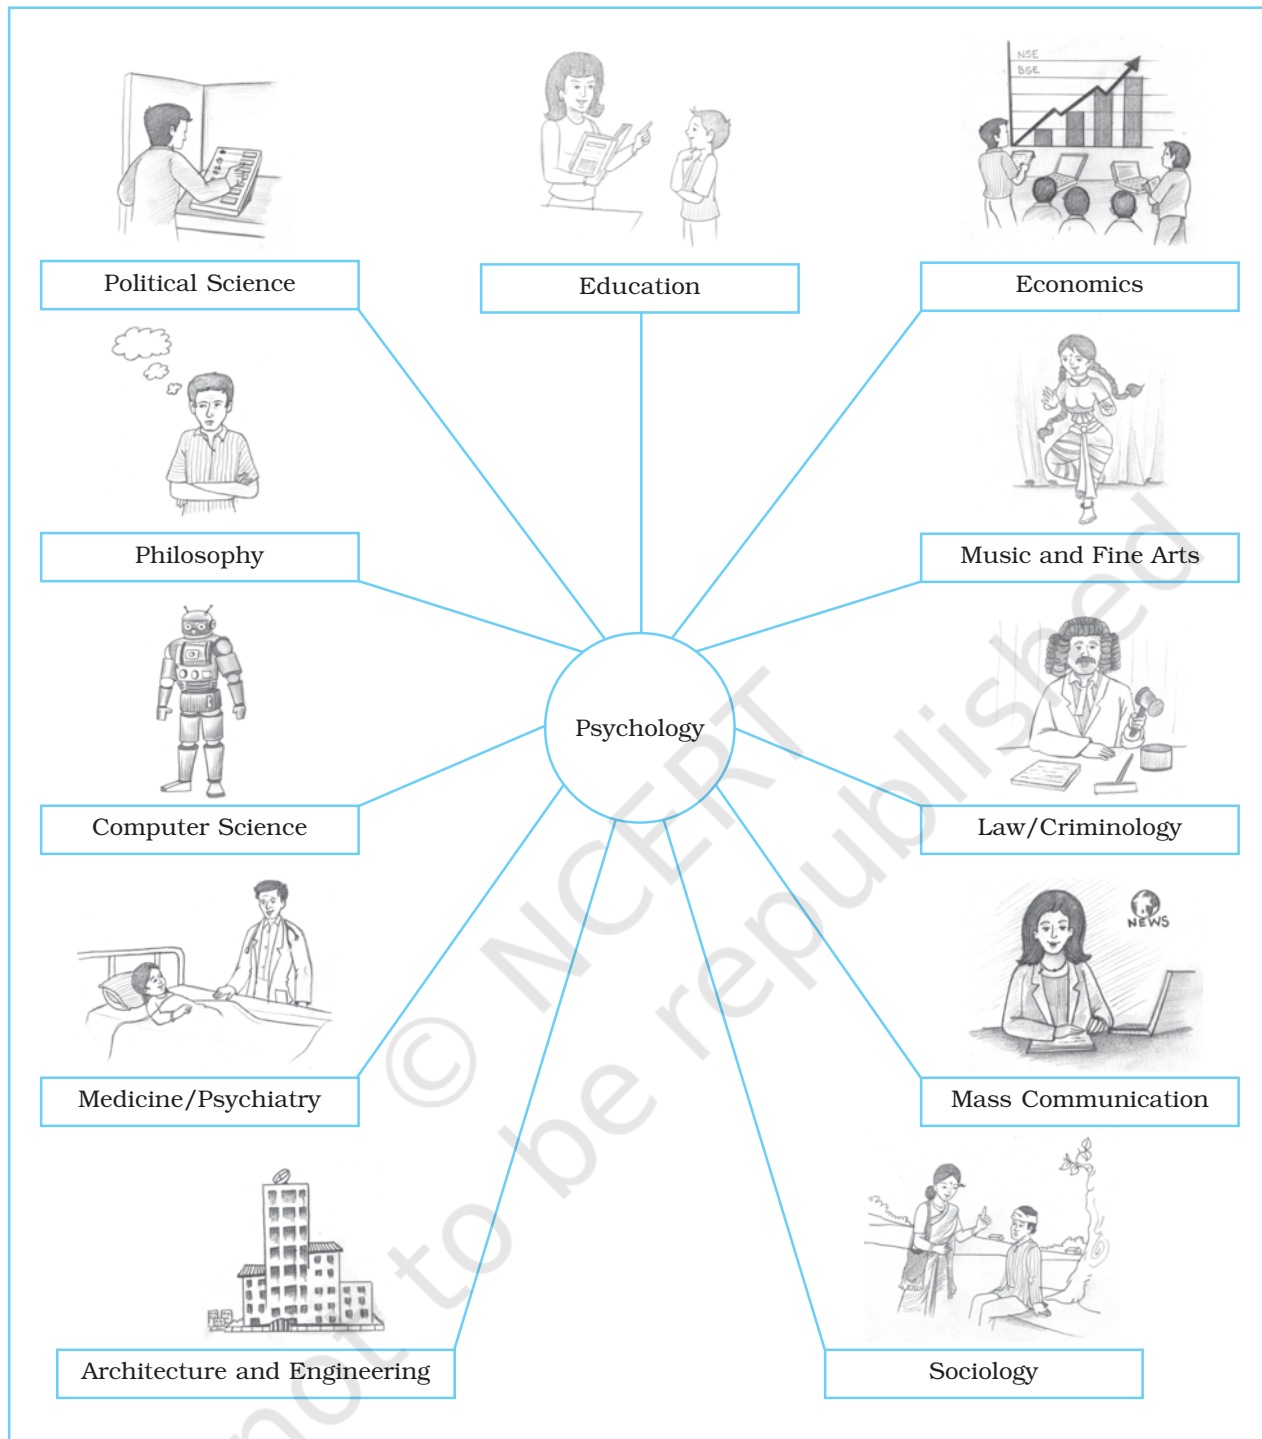 NSE
BSE
Political Science
Education
Economics
Philosophy
Music and Fine Arts
Psychology
Computer Science
Law/Criminology
NEWS
Medicine/Psychiatry
Mass Communication
Architecture and Engineering
Sociology
© NCERT
not to be republished